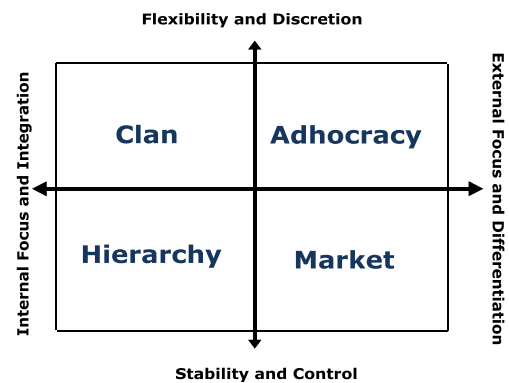 Flexibility and Discretion
Internal Focus and Integration
External Focus and Differentiation
Clan
Adhocracy
Hierarchy
Market
Stability and Control